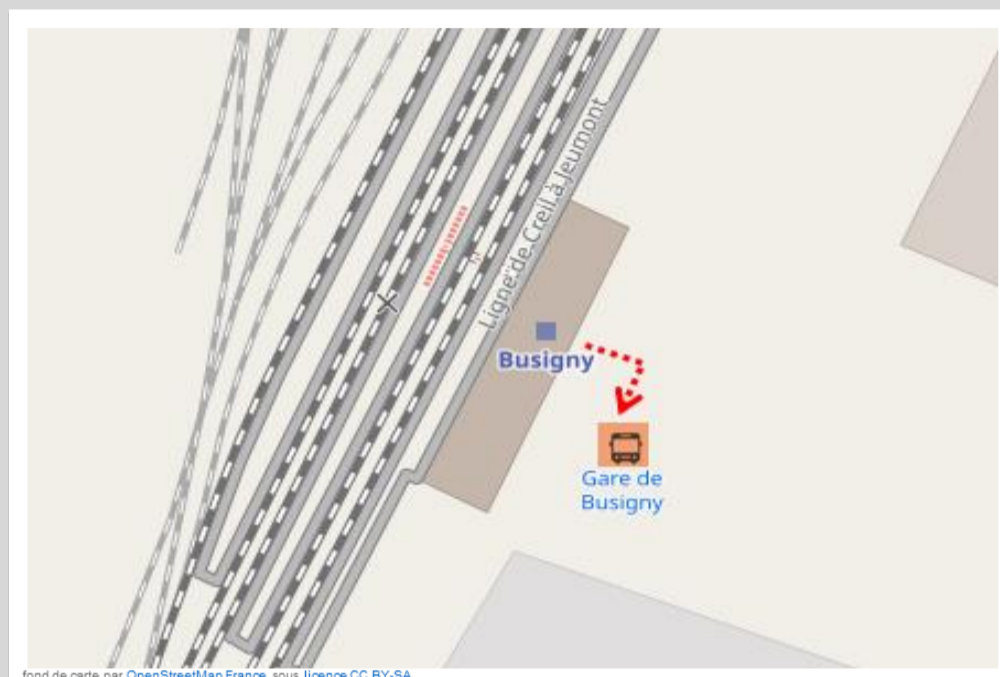 Ligne de Creil à Jeumont
Busigny
Gare de
Busigny
fond de carte par OpenStreetMap France, sous licence CC BY-SA